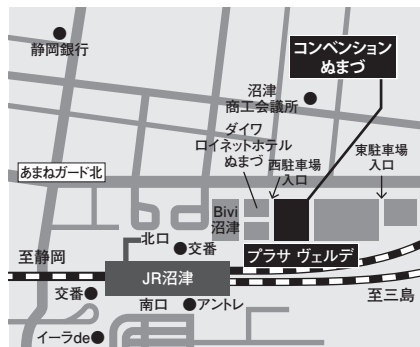 静岡銀行
コンベンション
ぬまづ
沼津
商工会議所
ダイワ
ロイネットホテル
ぬまづ
西駐車場
入口
東駐車場
入口
あまねガード北
Bivi
沼津
北口
交番
プラサ ヴェルデ
至静岡
JR沼津
至三島
交番
南口
アントレ
イーラde